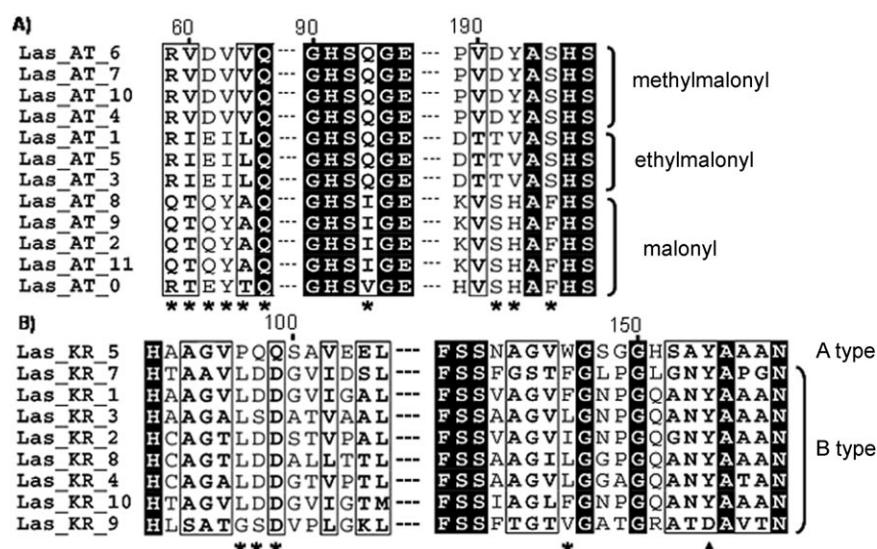 A)
60 90 190
Las_AT_6 RVDVVQ --- GHSQGE --- PVDYASHS
Las_AT_7 RVDVVQ --- GHSQGE --- PVDYASHS
Las_AT_10 RVDVVQ --- GHSQGE --- PVDYASHS
Las_AT_4 RVDVVQ --- GHSQGE --- PVDYASHS
methylmalonyl
Las_AT_1 RIEILQ --- GHSQGE --- DTTVASHS
Las_AT_5 RIEILQ --- GHSQGE --- DTTVASHS
Las_AT_3 RIEILQ --- GHSQGE --- DTTVASHS
ethylmalonyl
Las_AT_8 QTQYAQ --- GHSIGE --- KVSHAFHS
Las_AT_9 QTQYAQ --- GHSIGE --- KVSHAFHS
Las_AT_2 QTQYAQ --- GHSIGE --- KVSHAFHS
Las_AT_11 QTQYAQ --- GHSIGE --- KVSHAFHS
Las_AT_0 RTEYTQ --- GHSVGE --- HVSHAFHS
malonyl
****** * ** *
B)
100 150
Las_KR_5 HAAGVPQQSAVEEL --- FSSNAGVWGSGGHSAYAAAN A type
Las_KR_7 HTAAVLDDGVIDSL --- FSSFGSTFGLPGLGNYAPGN
Las_KR_1 HAAGVLDDGVIGAL --- FSSVAGVFGNPGQANYAAAN
Las_KR_3 HAAGALSDATVAAL --- FSSAAGVLGNPGQANYAAAN
Las_KR_2 HCAGTLDDSTVPAL --- FSSVAGVIGNPGQGNYAAAN
Las_KR_8 HCAGTLDDALLTTL --- FSSAAGILGGPGQANYAAAN
Las_KR_4 HCAGALDDGTVPTL --- FSSAAGVLGNAGQANYATAN
Las_KR_10 HTAGVLDDGVIGTM --- FSSIAGLFGNPGQANYAAAN
Las_KR_9 HLSATGSDGVPLGKL --- FSSFTGTVGATGRATDAVTN
B type
*** * ▲